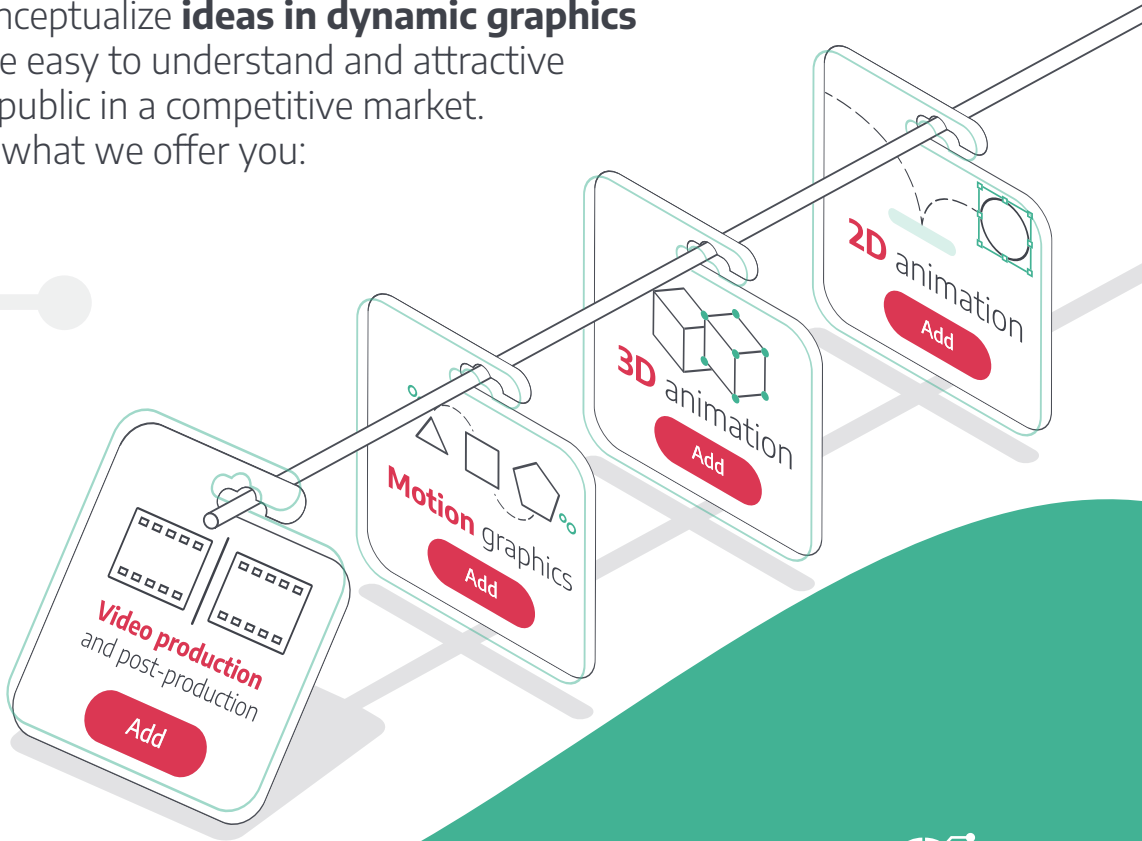 nceptualize ideas in dynamic graphics
e easy to understand and attractive
public in a competitive market.
what we offer you:
2D animation
Add
3D animation
Add
Motion graphics
Add
Video production
and post-production
Add